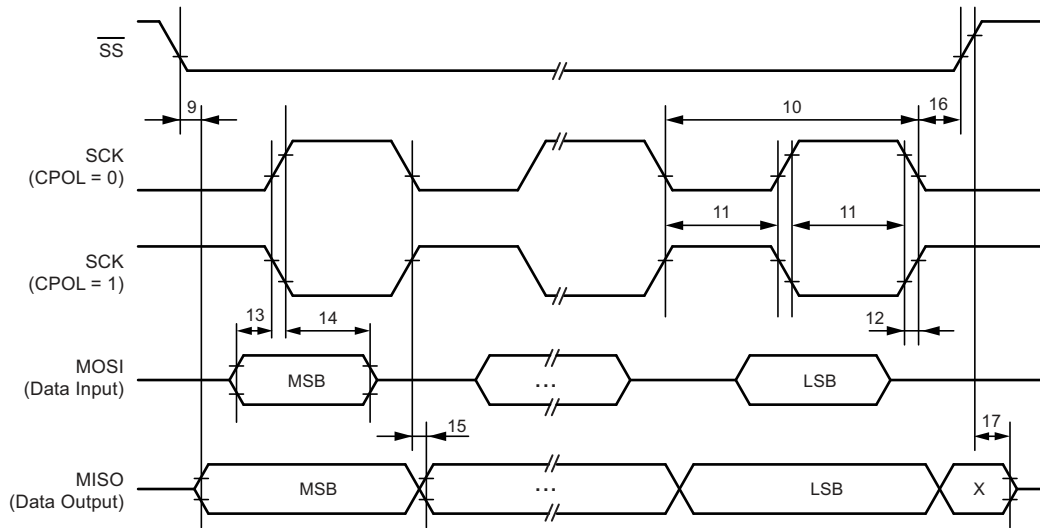 SS
9
10
16
SCK
(CPOL = 0)
11
11
SCK
(CPOL = 1)
13
14
12
MOSI
(Data Input)
MSB
...
LSB
15
17
MISO
(Data Output)
MSB
...
LSB
X